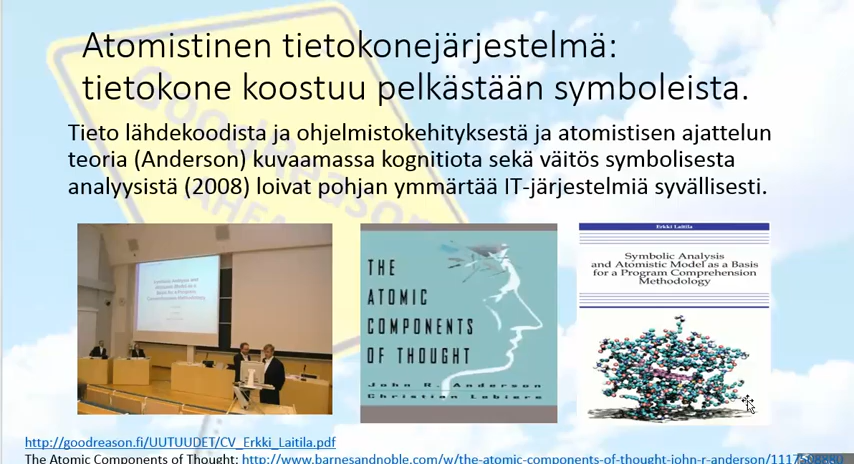 Atomistinen tietokonejärjestelmä:
tietokone koostuu pelkästään symboleista.
Tieto lähdekoodista ja ohjelmistokehityksestä ja atomistisen ajattelun
teoria (Anderson) kuvaamassa kognitiota sekä väitös symbolisesta
analyysistä (2008) loivat pohjan ymmärtää IT-järjestelmiä syvällisesti.
GoodReason
(AHEA
THE
ATOMIC
COMPONENTS
OF THOUGHT
John R. Anderson
Christian Lebiere
Erkki Laitila
Symbolic Analysis
and Atomistic Model as a Basis
for a Program Comprehension
Methodology
http://goodreason.fi/UUTUUDET/CV_Erkki_Laitila.pdf
The Atomic Components of Thought: http://www.barnesandnoble.com/w/the-atomic-components-of-thought-john-r-anderson/